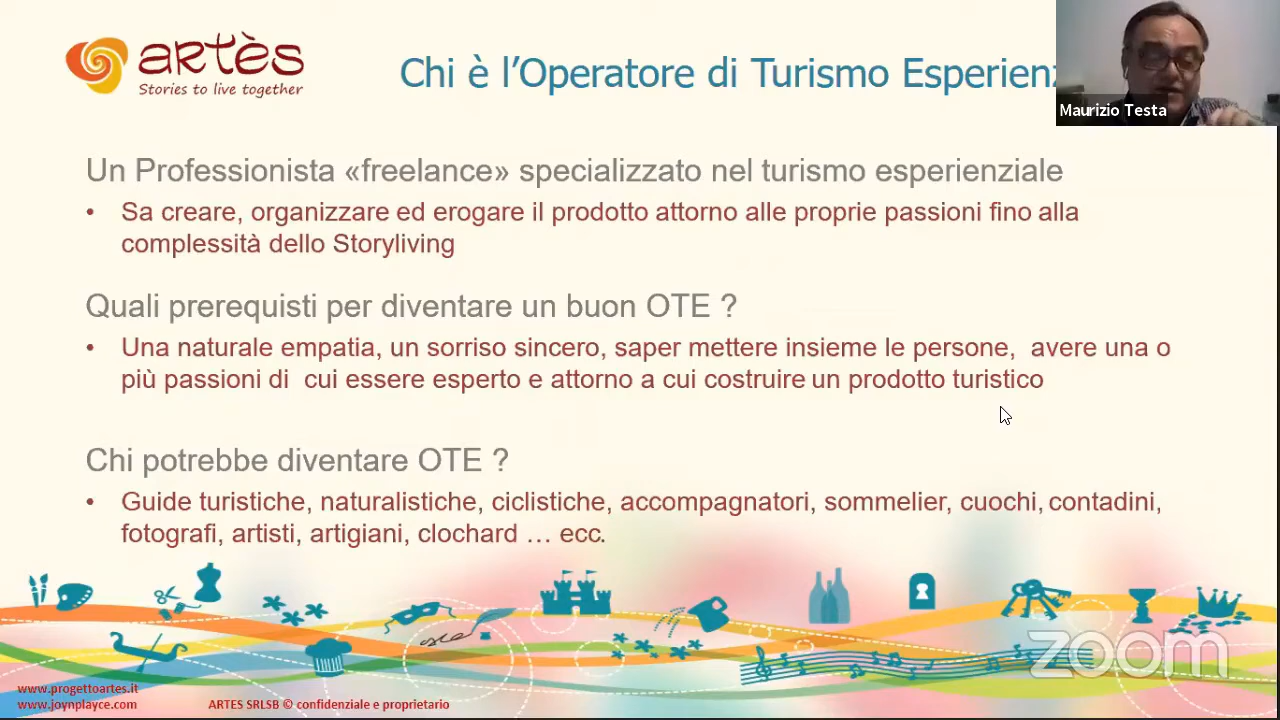 artès
Stories to live together
Chi è l'Operatore di Turismo Esperienz
Maurizio Testa
Un Professionista «freelance» specializzato nel turismo esperienziale
• Sa creare, organizzare ed erogare il prodotto attorno alle proprie passioni fino alla
complessità dello Storyliving
Quali prerequisti per diventare un buon OTE ?
• Una naturale empatia, un sorriso sincero, saper mettere insieme le persone, avere una o
più passioni di cui essere esperto e attorno a cui costruire un prodotto turistico
Chi potrebbe diventare OTE ?
• Guide turistiche, naturalistiche, ciclistiche, accompagnatori, sommelier, cuochi, contadini,
fotografi, artisti, artigiani, clochard … ecc.
zoom
www.progettoartes.it
www.joynplayce.com
ARTES SRLSB © confidenziale e proprietario